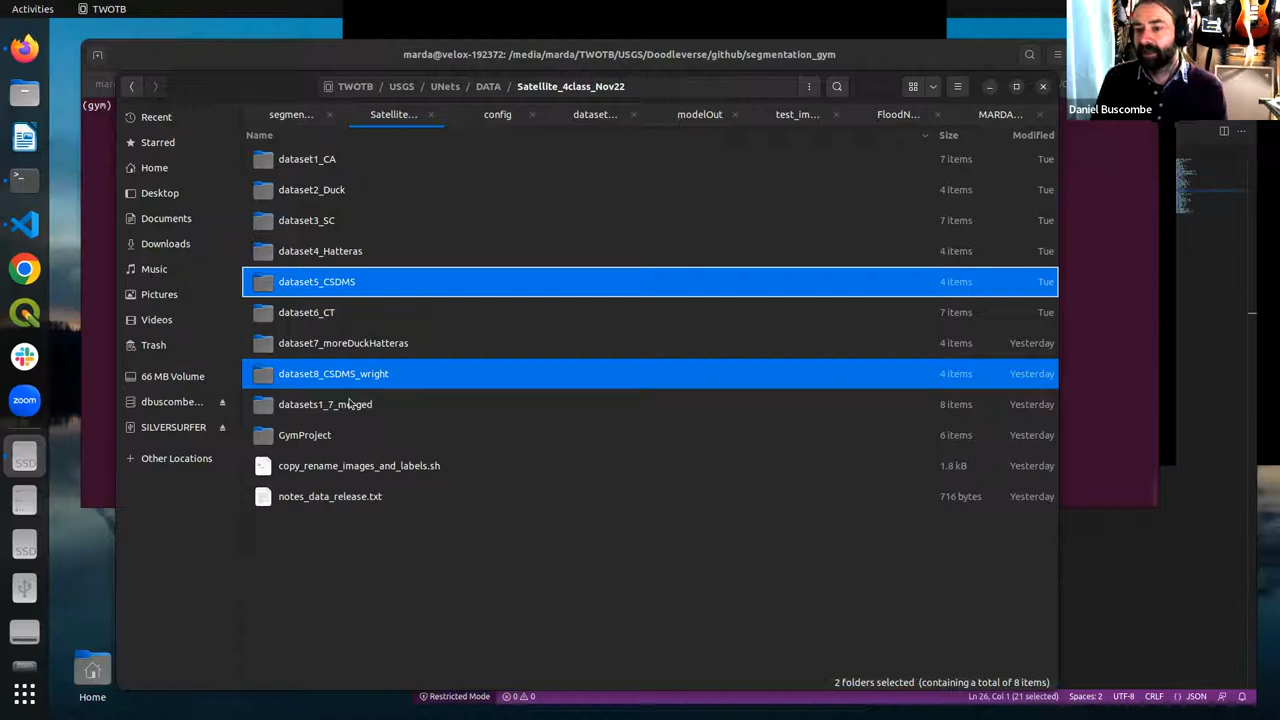 Activities TWOTB
marda@velox-192372: /media/marda/TWOTB/USGS/Doodleverse/github/segmentation_gym
TWOTB / USGS / UNets / DATA / Satellite_4class_Nov22
Daniel Buscombe
(gym)
segmen...
Satellite...
config
dataset...
modelOut
test_im...
FloodN...
MARDA...
Name Size Modified
Recent
Starred
Home
Desktop
Documents
Downloads
Music
Pictures
Videos
Trash
66 MB Volume
dbuscombe...
SILVERSURFER
+ Other Locations
dataset1_CA 7 items Tue
dataset2_Duck 4 items Tue
dataset3_SC 7 items Tue
dataset4_Hatteras 4 items Tue
dataset5_CSDMS 4 items Tue
dataset6_CT 7 items Tue
dataset7_moreDuckHatteras 4 items Yesterday
dataset8_CSDMS_wright 4 items Yesterday
datasets1_7_merged 8 items Yesterday
GymProject 6 items Yesterday
copy_rename_images_and_labels.sh 1.8 kB Yesterday
notes_data_release.txt 716 bytes Yesterday
zoom
SSD
SSD
Home
2 folders selected (containing a total of 8 items)
Restricted Mode 0 0 Ln 26, Col 1 (21 selected) Spaces: 2 UTF-8 CRLF {} JSON